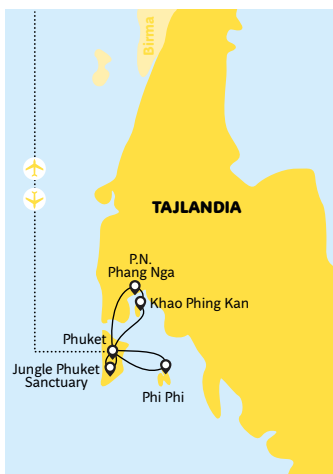 Birma
TAJLANDIA
P.N.
Phang Nga
Khao Phing Kan
Phuket
Jungle Phuket
Sanctuary
Phi Phi